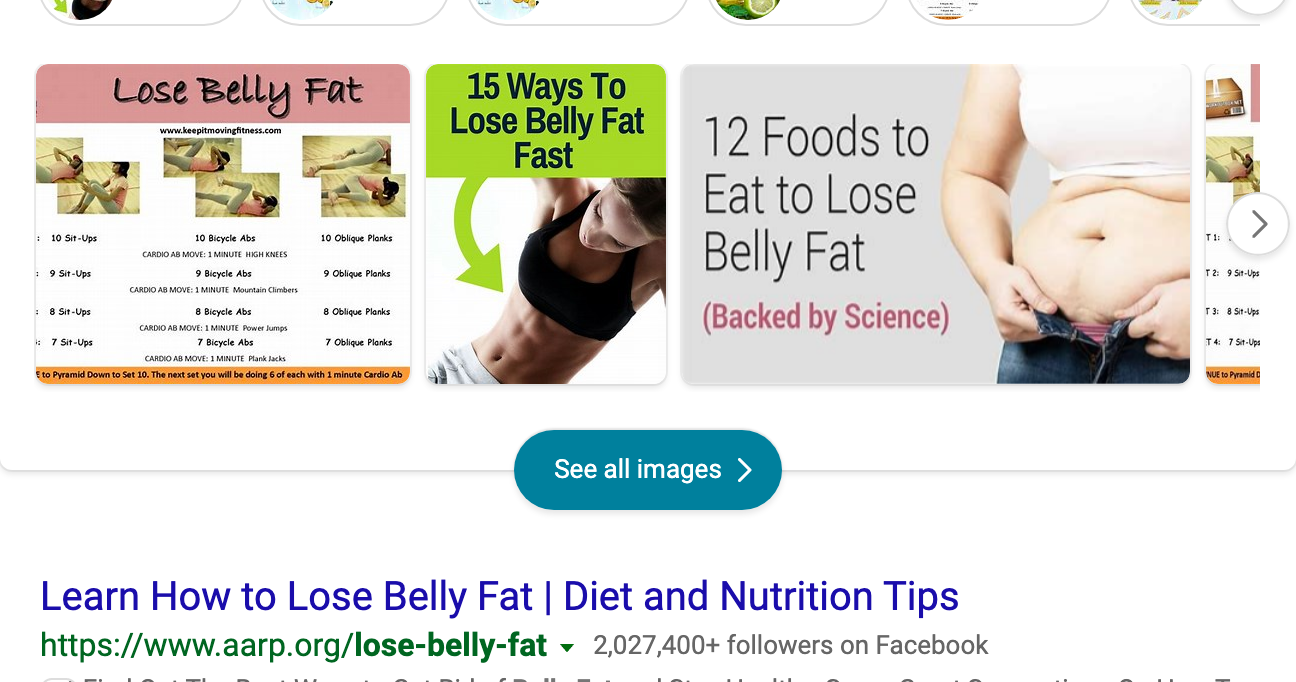 Lose Belly Fat
www.keepitmovingfitness.com
: 10 Sit-Ups 10 Bicycle Abs 10 Oblique Planks
CARDIO AB MOVE: 1 MINUTE HIGH KNEES
: 9 Sit-Ups 9 Bicycle Abs 9 Oblique Planks
CARDIO AB MOVE: 1 MINUTE Mountain Climbers
: 8 Sit-Ups 8 Bicycle Abs 8 Oblique Planks
CARDIO AB MOVE: 1 MINUTE Power Jumps
: 7 Sit-Ups 7 Bicycle Abs 7 Oblique Planks
CARDIO AB MOVE: 1 MINUTE Plank Jacks
E to Pyramid Down to Set 10. The next set you will be doing 6 of each with 1 minute Cardio Ab
15 Ways To
Lose Belly Fat
Fast
12 Foods to
Eat to Lose
Belly Fat
(Backed by Science)
T 1:
T 2: 9 Sit-Ups
T 3: 8 Sit-Ups
T 4: 7 Sit-Ups
NUE to Pyramid D
See all images
Learn How to Lose Belly Fat | Diet and Nutrition Tips
https://www.aarp.org/lose-belly-fat 2,027,400+ followers on Facebook